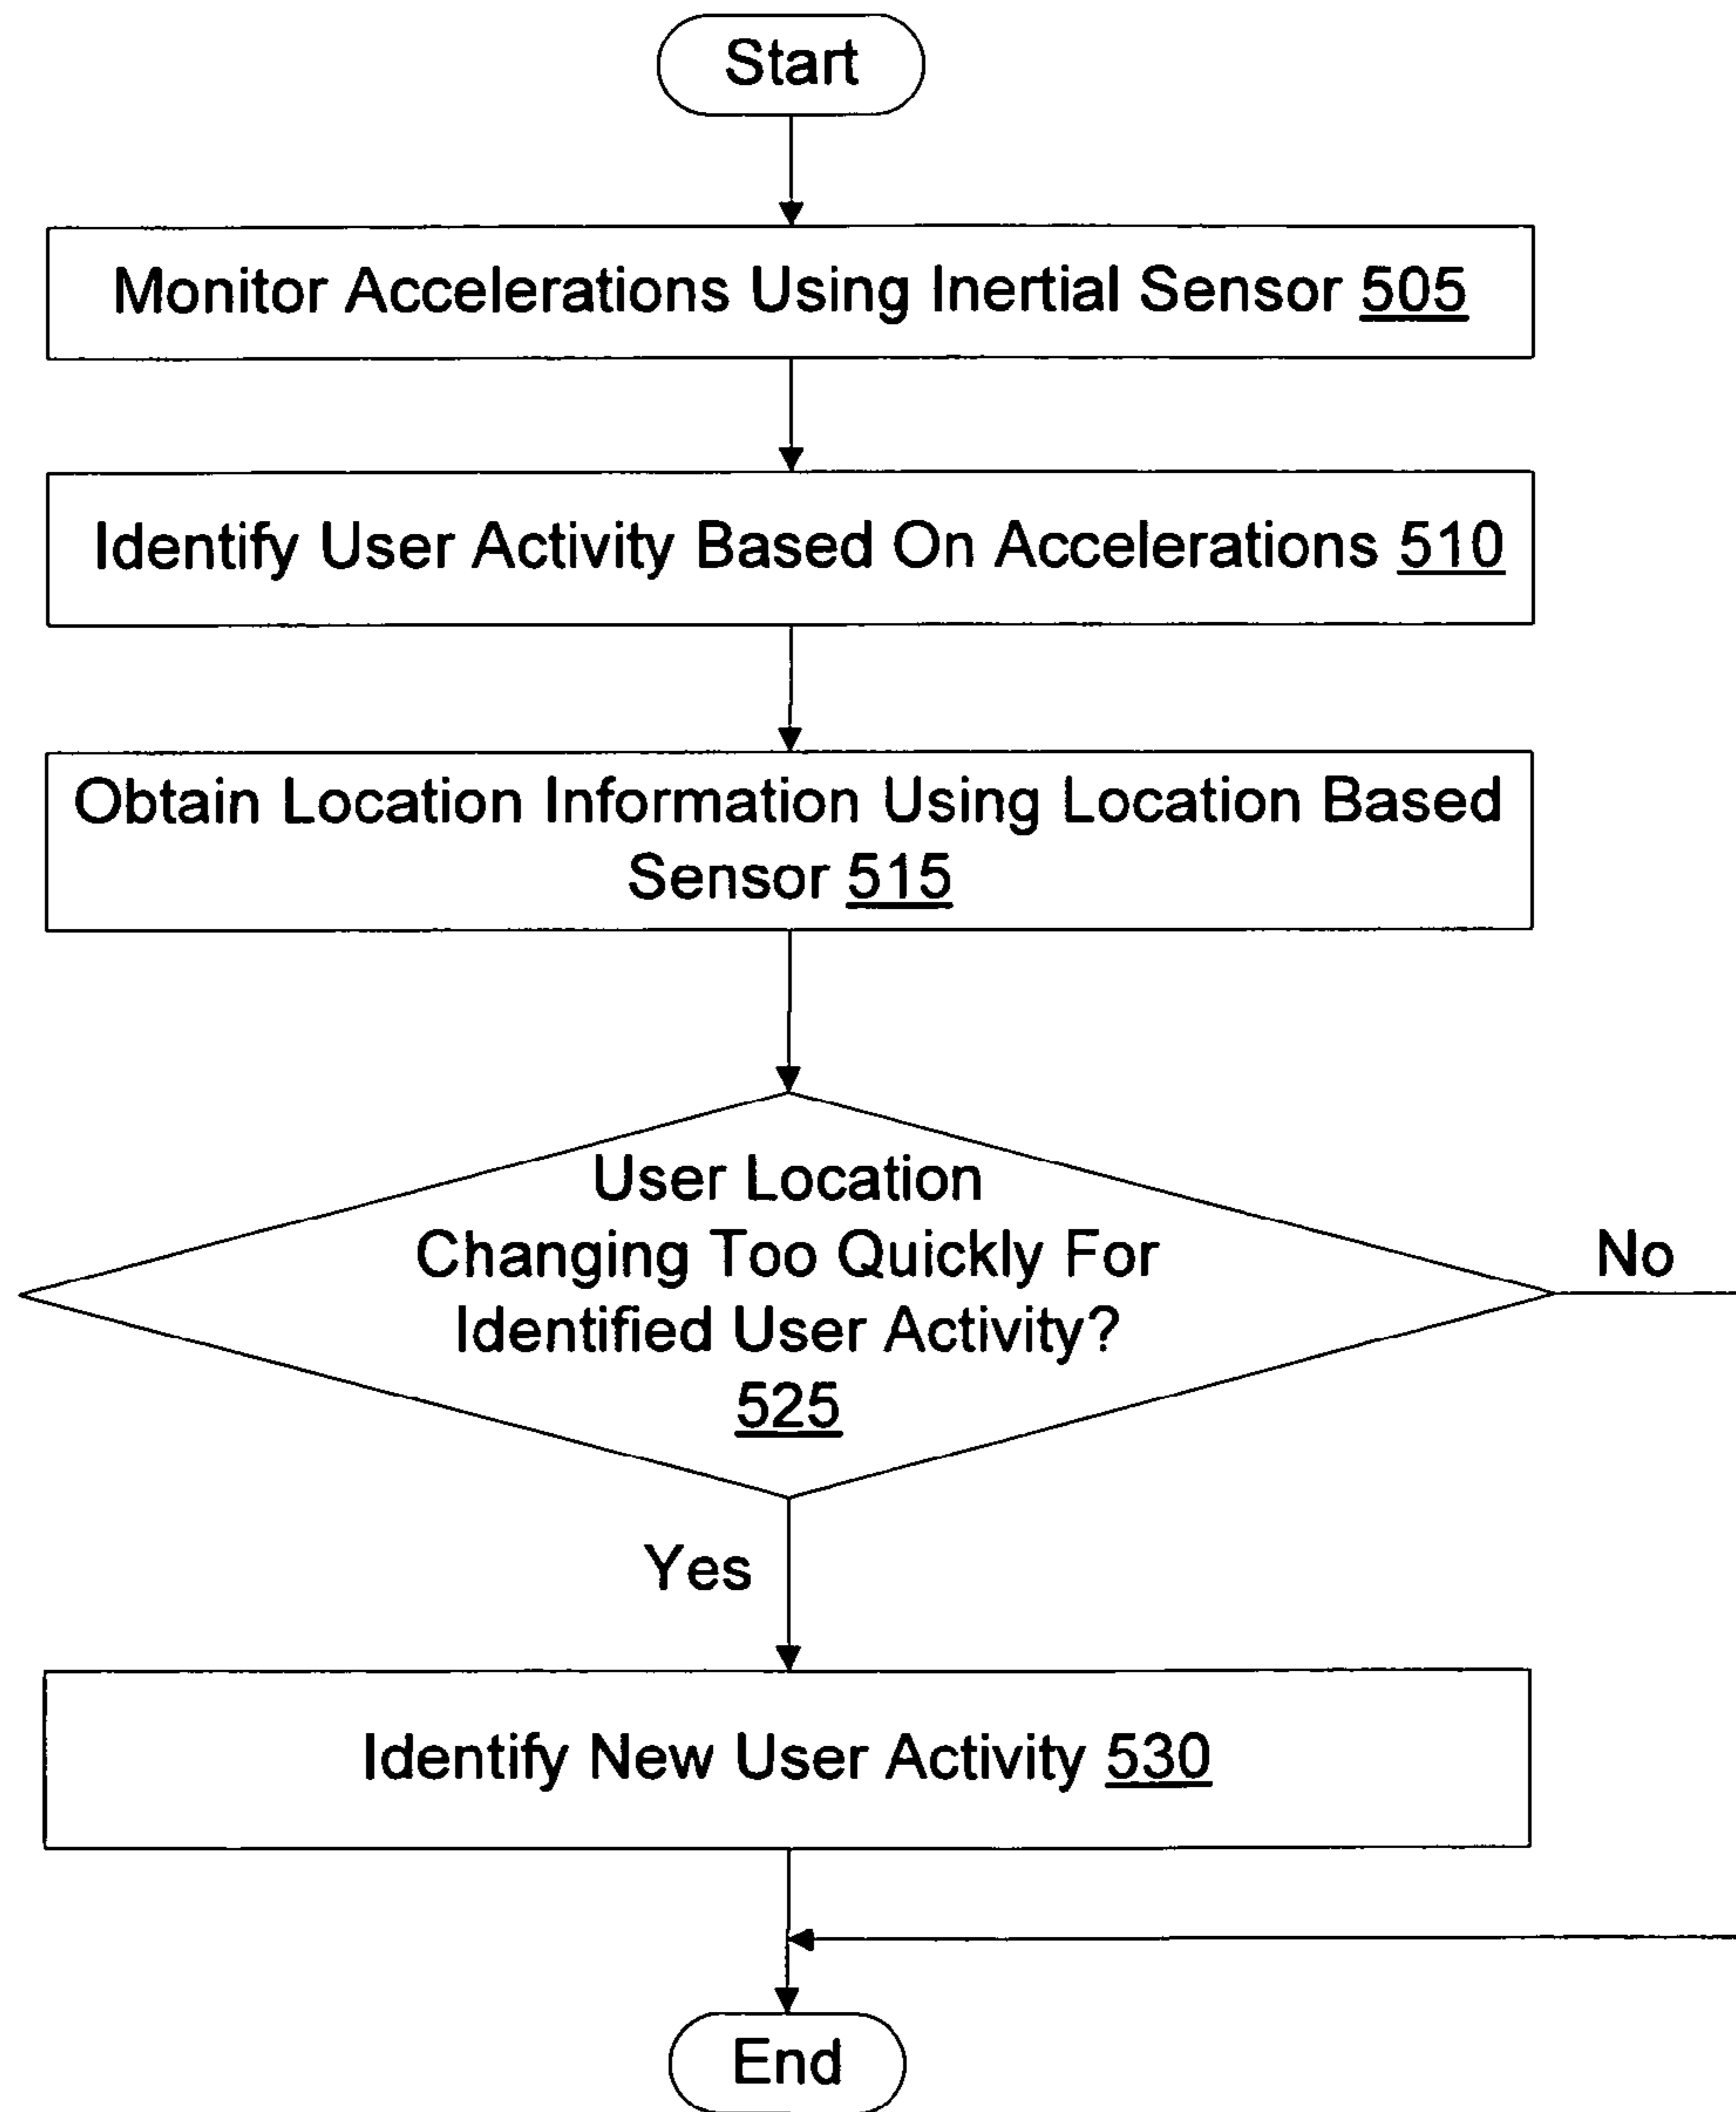 Start
Monitor Accelerations Using Inertial Sensor 505
Identify User Activity Based On Accelerations 510
Obtain Location Information Using Location Based
Sensor 515
User Location
Changing Too Quickly For
Identified User Activity?
525
No
Yes
Identify New User Activity 530
End